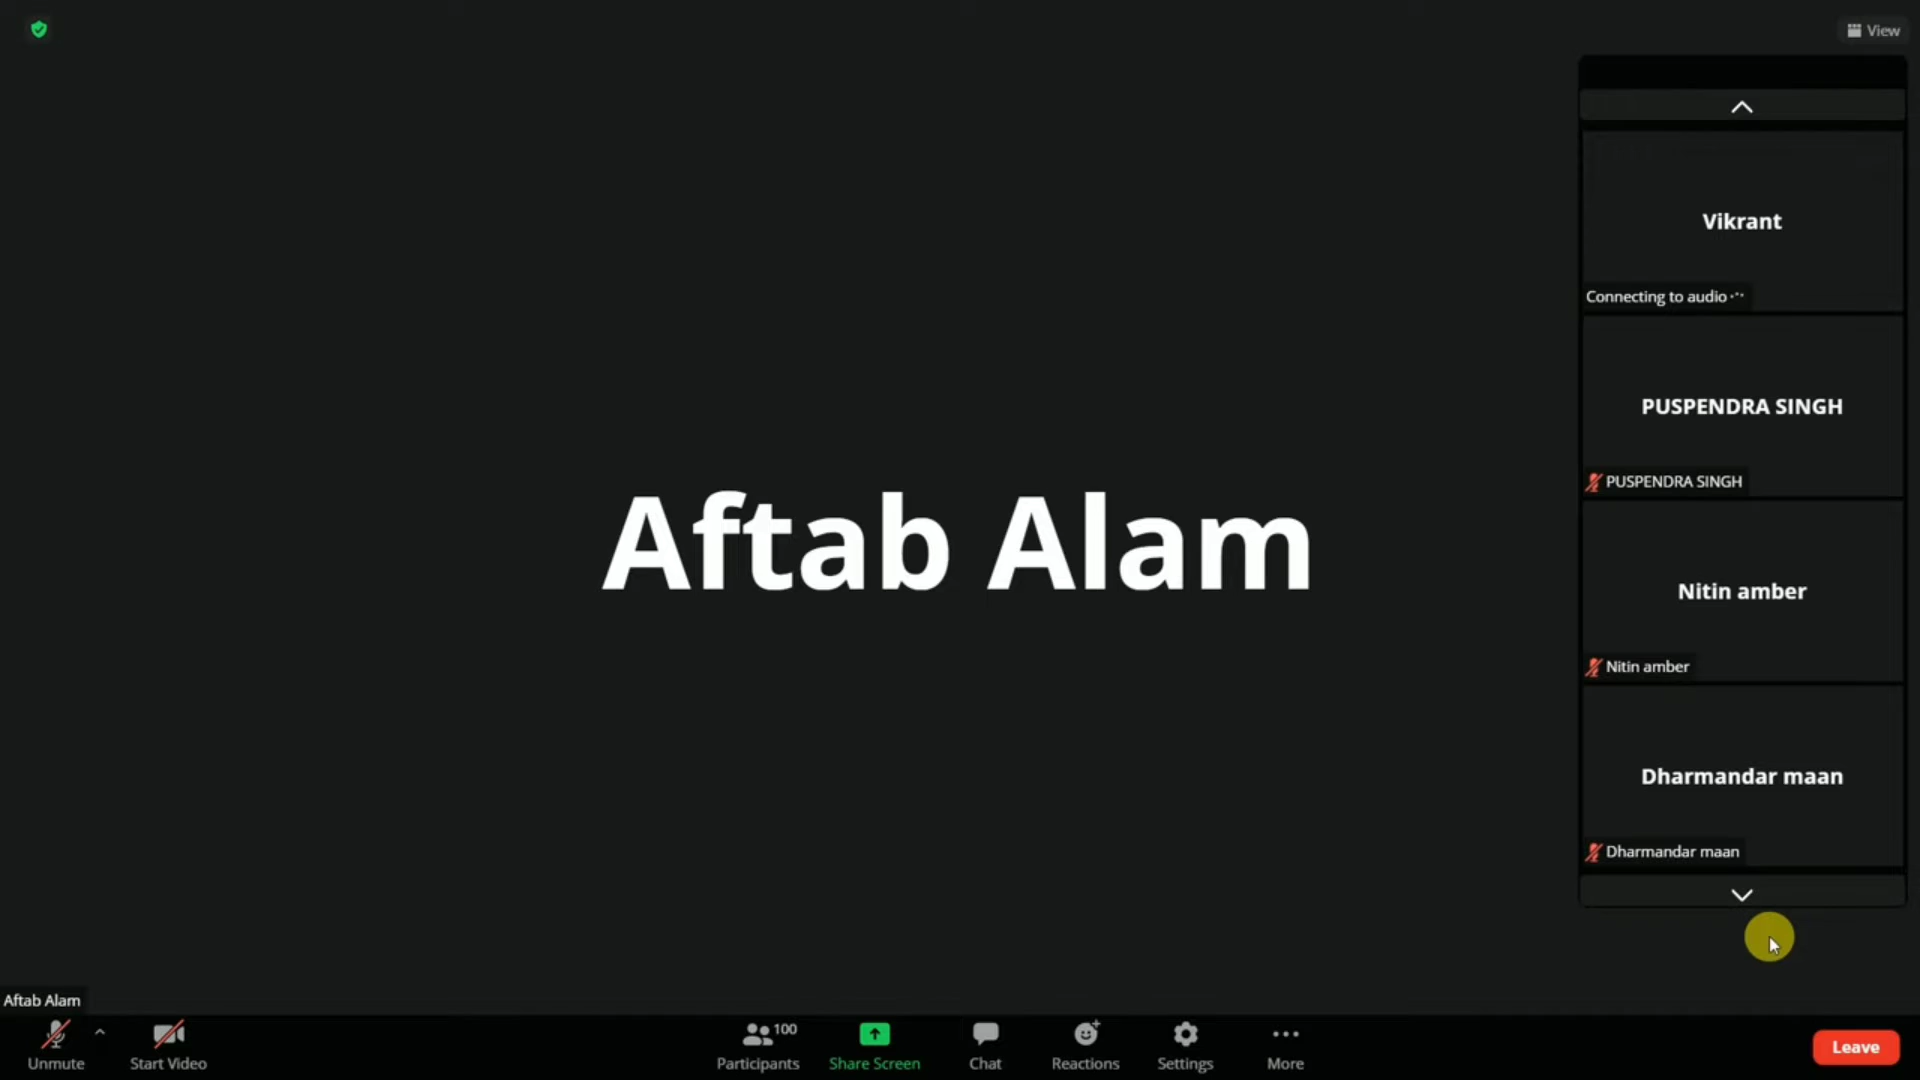 View
Vikrant
Connecting to audio
PUSPENDRA SINGH
PUSPENDRA SINGH
Nitin amber
Nitin amber
Dharmandar maan
Dharmandar maan
Aftab Alam
Aftab Alam
Unmute
Start Video
100
Participants
Share Screen
Chat
Reactions
Settings
More
Leave